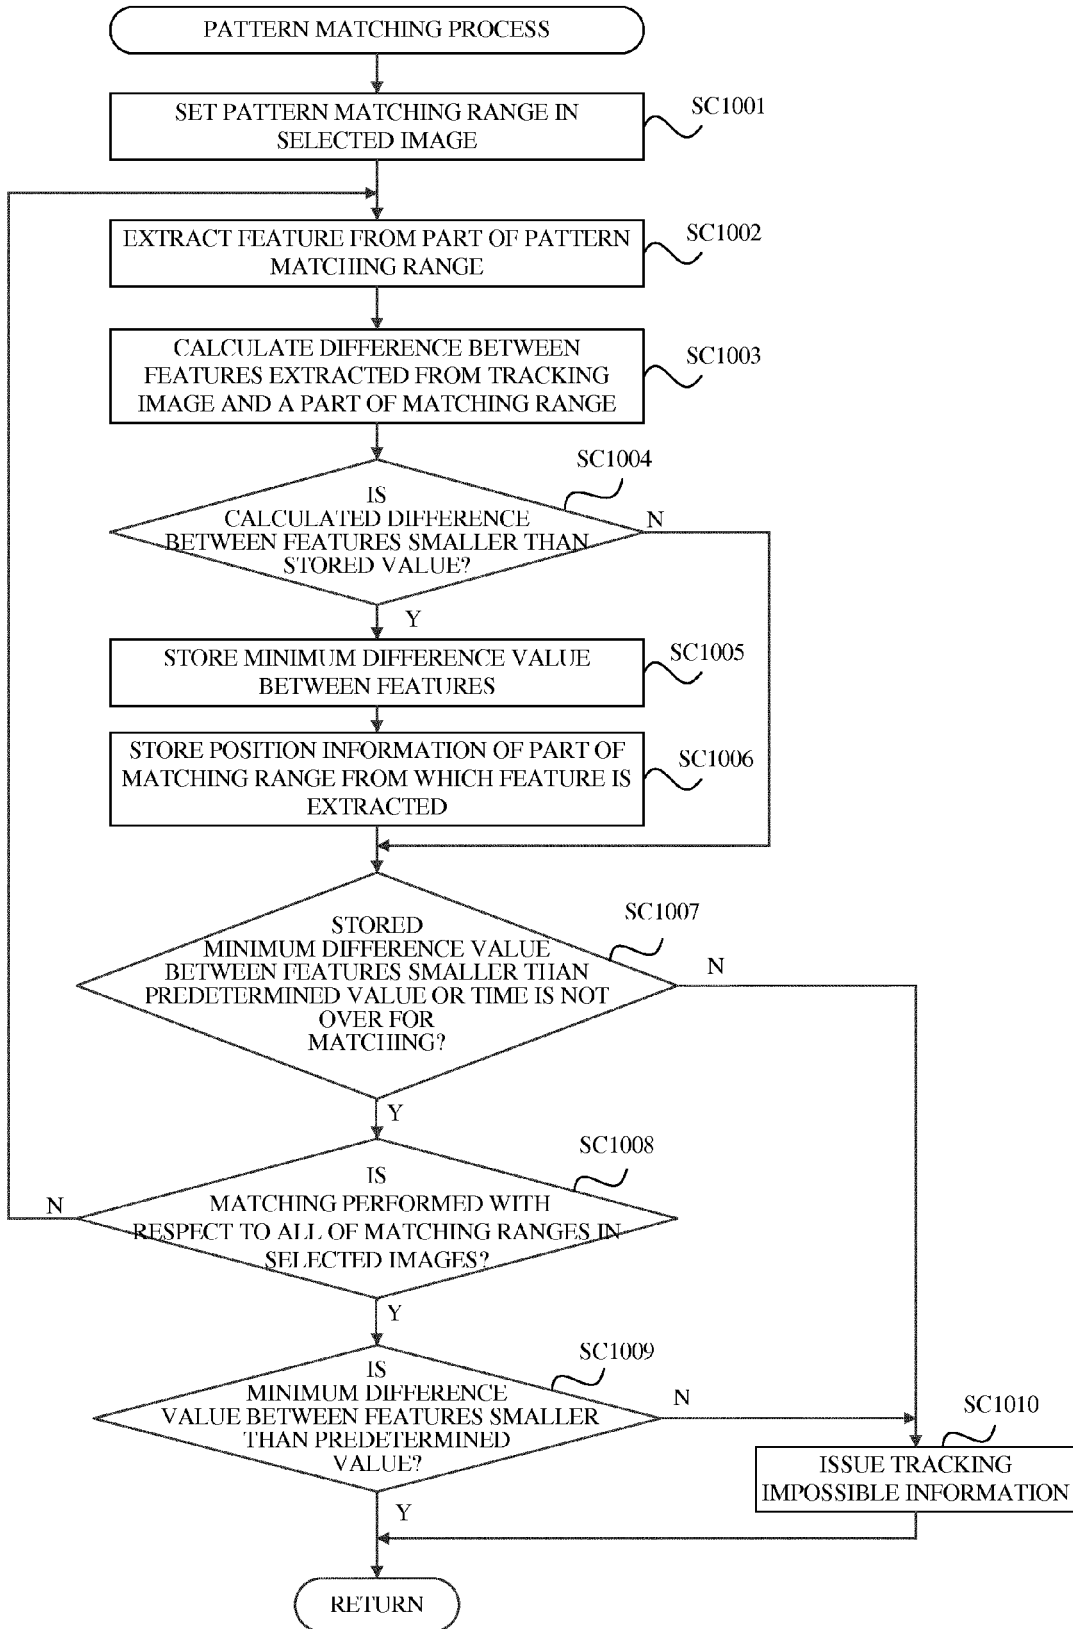 PATTERN MATCHING PROCESS
SET PATTERN MATCHING RANGE IN
SELECTED IMAGE
SC1001
EXTRACT FEATURE FROM PART OF PATTERN
MATCHING RANGE
SC1002
CALCULATE DIFFERENCE BETWEEN
FEATURES EXTRACTED FROM TRACKING
IMAGE AND A PART OF MATCHING RANGE
SC1003
SC1004
IS
CALCULATED DIFFERENCE
BETWEEN FEATURES SMALLER THAN
STORED VALUE?
N
Y
STORE MINIMUM DIFFERENCE VALUE
BETWEEN FEATURES
SC1005
STORE POSITION INFORMATION OF PART OF
MATCHING RANGE FROM WHICH FEATURE IS
EXTRACTED
SC1006
SC1007
STORED
MINIMUM DIFFERENCE VALUE
BETWEEN FEATURES SMALLER THAN
PREDETERMINED VALUE OR TIME IS NOT
OVER FOR
MATCHING?
N
Y
SC1008
IS
MATCHING PERFORMED WITH
RESPECT TO ALL OF MATCHING RANGES IN
SELECTED IMAGES?
N
Y
SC1009
IS
MINIMUM DIFFERENCE
VALUE BETWEEN FEATURES SMALLER
THAN PREDETERMINED
VALUE?
N
Y
SC1010
ISSUE TRACKING
IMPOSSIBLE INFORMATION
RETURN